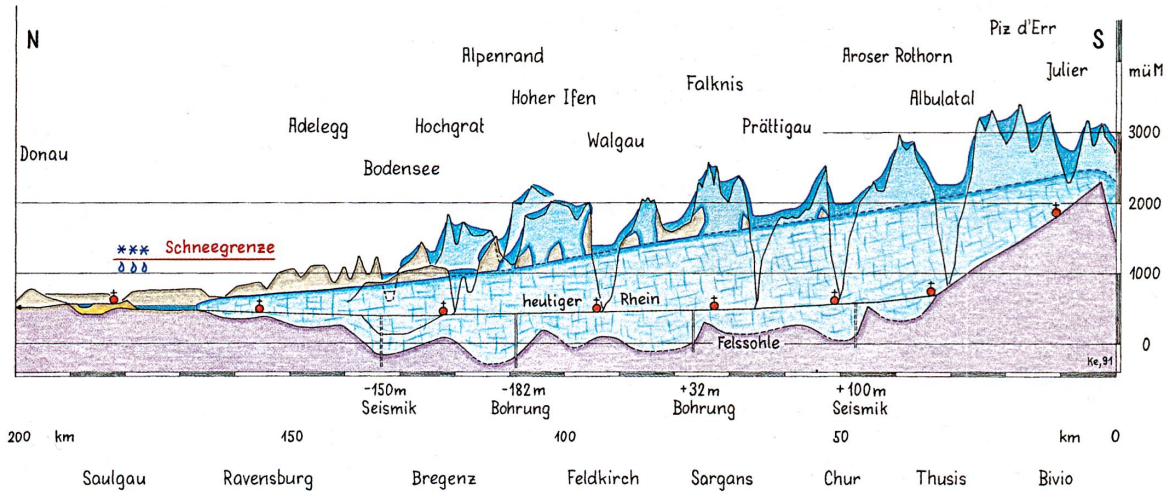 N
S
Piz d'Err
Alpenrand
Aroser Rothorn
Julier
müM
Falknis
Hoher Ifen
Albulatal
Adelegg
Hochgrat
Prättigau
3000
Walgau
Donau
Bodensee
2000
*** Schneegrenze
1000
heutiger Rhein
Felssohle
0
Ke,91
-150m
Seismik
-182m
Bohrung
+32m
Bohrung
+100m
Seismik
200 km 150 100 50 km 0
Saulgau Ravensburg Bregenz Feldkirch Sargans Chur Thusis Bivio